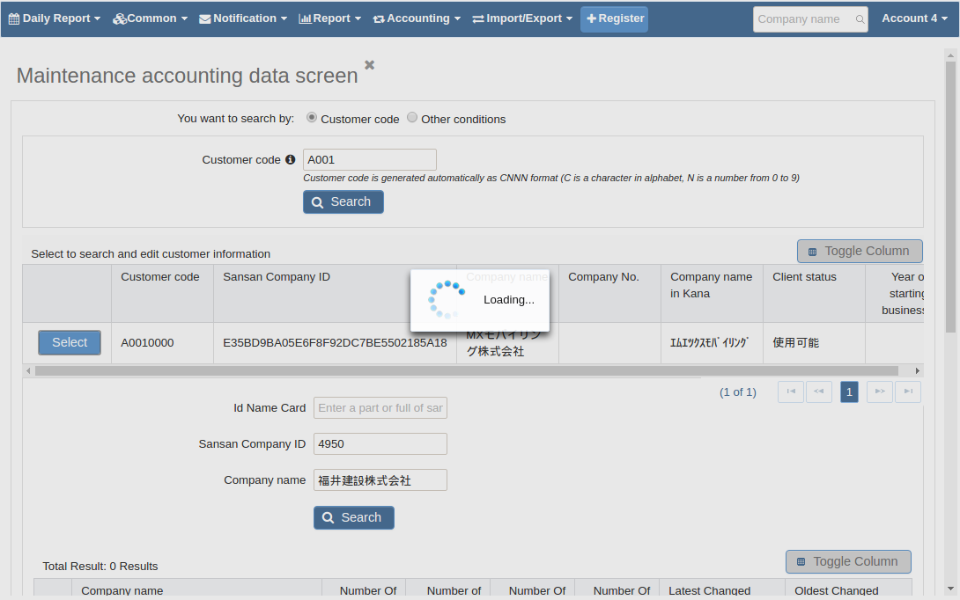 Daily Report Common Notification Report Accounting Import/Export Register Company name Account 4
Maintenance accounting data screen
You want to search by: Customer code Other conditions
Customer code A001
Customer code is generated automatically as CNNN format (C is a character in alphabet, N is a number from 0 to 9)
Search
Select to search and edit customer information
Toggle Column
Customer code Sansan Company ID Company name Company No. Company name in Kana Client status Year o starting business
Loading...
Select A0010000 E35BD9BA05E6F8F92DC7BE5502185A18 MXモバイリング株式会社 ｴﾑｴｯｸｽﾓﾊﾞｲﾘﾝｸﾞ 使用可能
(1 of 1) 1
Id Name Card Enter a part or full of sar
Sansan Company ID 4950
Company name 福井建設株式会社
Search
Total Result: 0 Results
Toggle Column
Company name Number Of Number of Number Of Number Of Latest Changed Oldest Changed